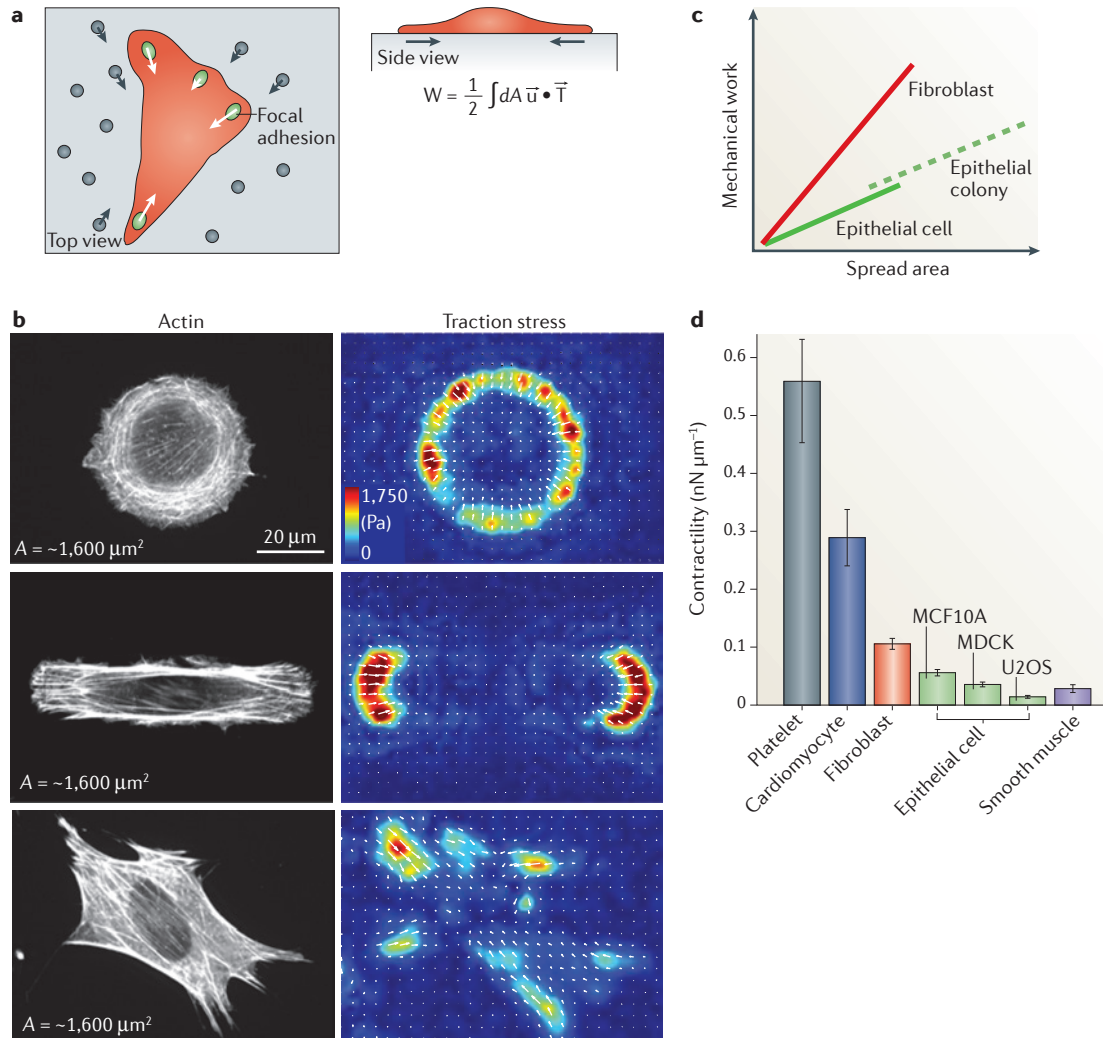 a
Focal
adhesion
Top view
Side view
W = 1/2 ∫dA u⃗ • T⃗
c
Mechanical work
Fibroblast
Epithelial
colony
Epithelial cell
Spread area
b
Actin
Traction stress
A = ~1,600 μm²
20 μm
1,750
(Pa)
0
A = ~1,600 μm²
A = ~1,600 μm²
d
Contractility (nN μm⁻¹)
0.6
0.5
0.4
0.3
0.2
0.1
0
MCF10A
MDCK
U2OS
Platelet
Cardiomyocyte
Fibroblast
Epithelial cell
Smooth muscle